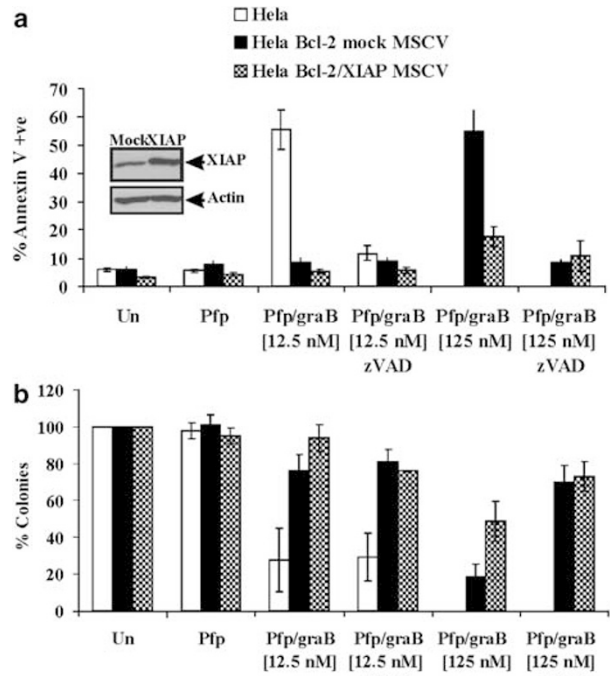 a
Hela
Hela Bcl-2 mock MSCV
Hela Bcl-2/XIAP MSCV
% Annexin V +ve
70
60
50
40
30
20
10
0
Mock XIAP
XIAP
Actin
Un
Pfp
Pfp/graB
[12.5 nM]
Pfp/graB
[12.5 nM]
zVAD
Pfp/graB
[125 nM]
Pfp/graB
[125 nM]
zVAD
b
% Colonies
120
100
80
60
40
20
0
Un
Pfp
Pfp/graB
[12.5 nM]
Pfp/graB
[12.5 nM]
Pfp/graB
[125 nM]
Pfp/graB
[125 nM]